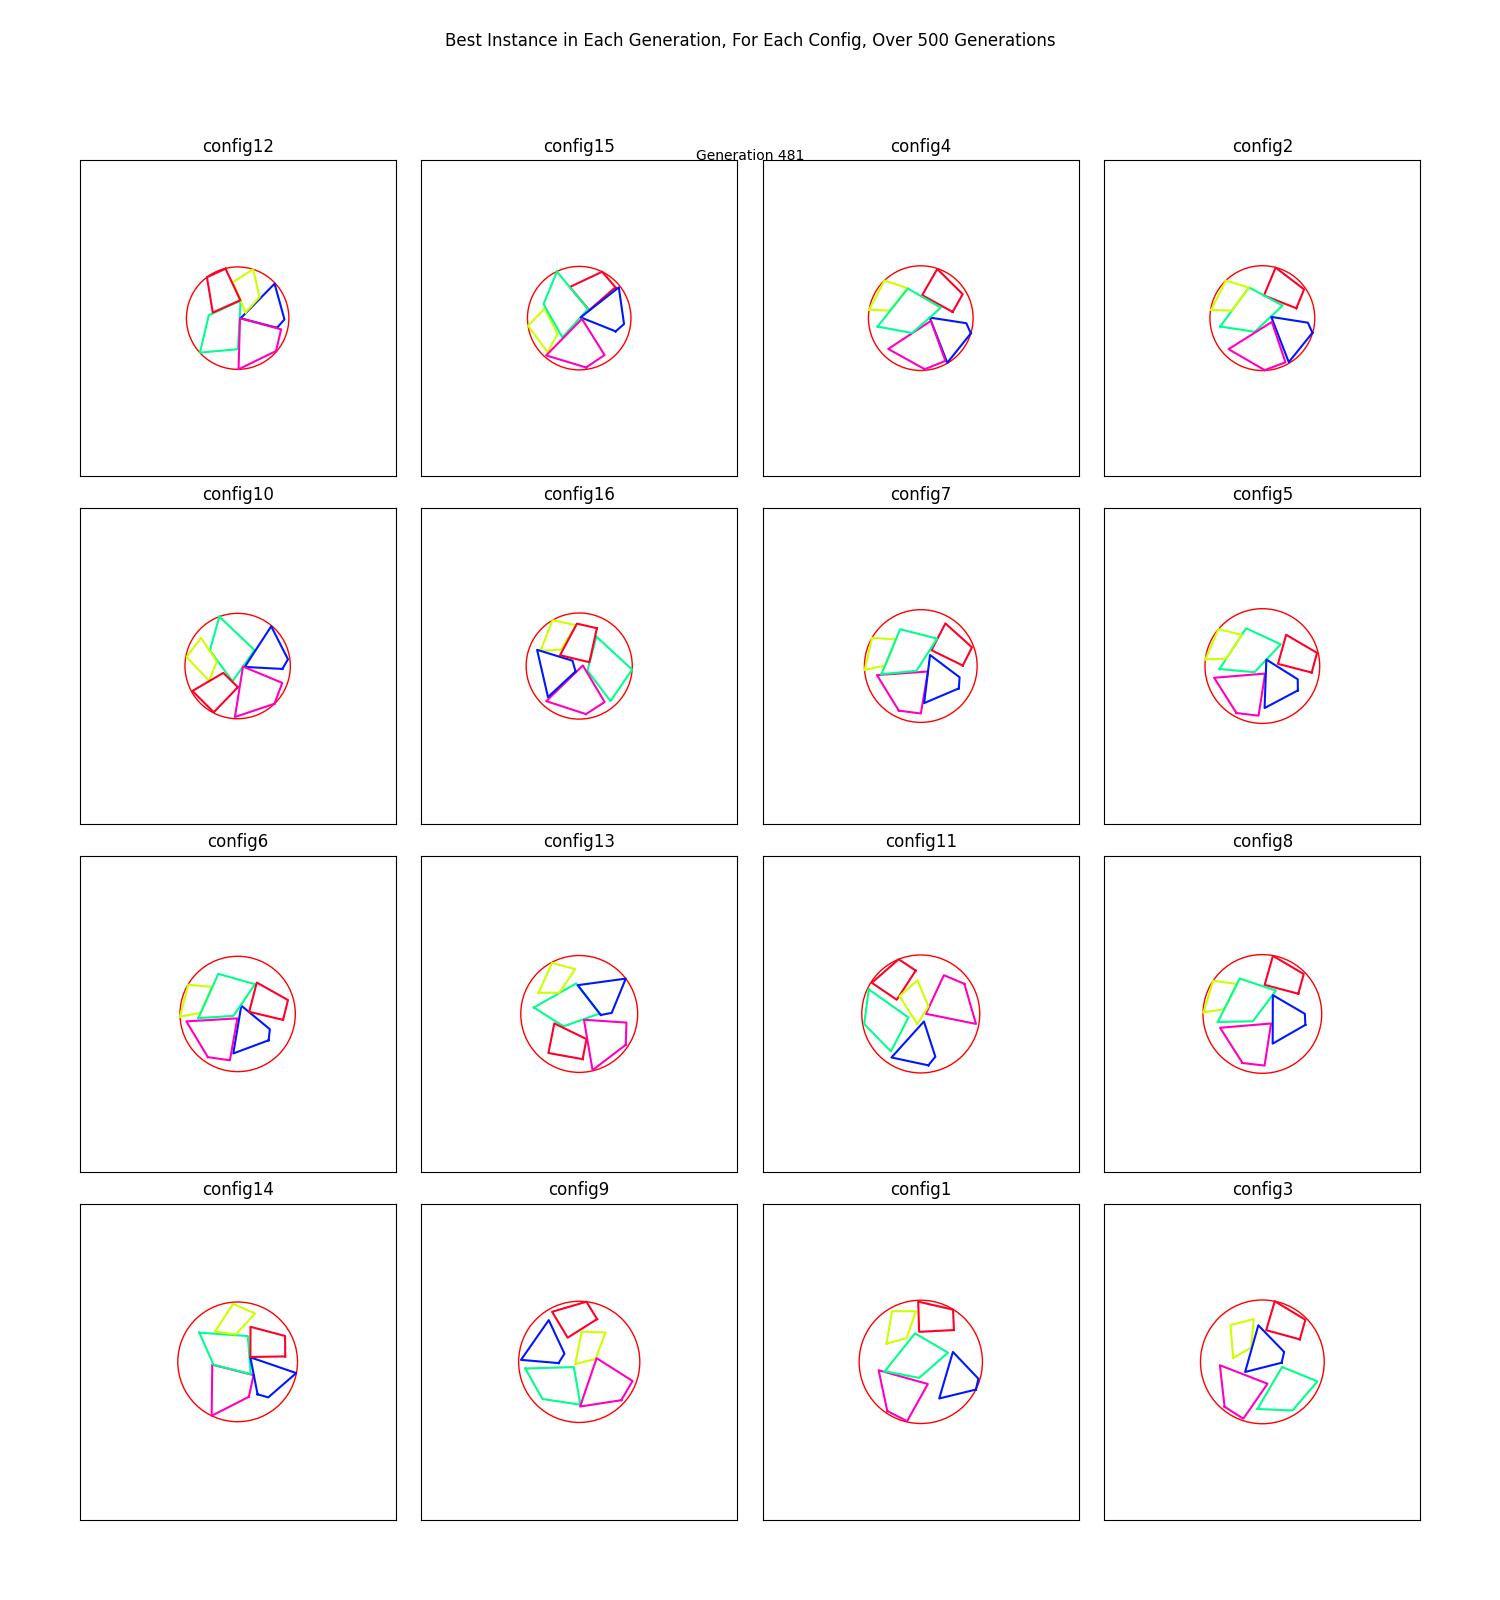 Best Instance in Each Generation, For Each Config, Over 500 Generations
Generation 481
config12
config15
config4
config2
config10
config16
config7
config5
config6
config13
config11
config8
config14
config9
config1
config3